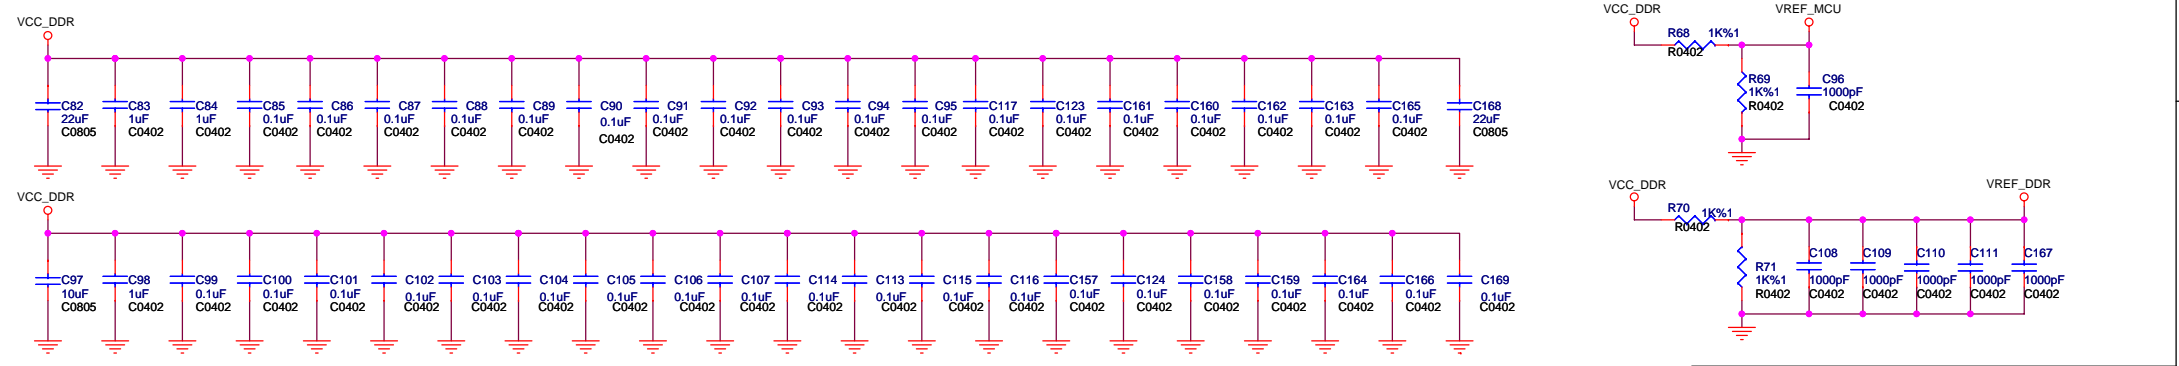 VCC_DDR
C82
22uF
C0805
C83
1uF
C0402
C84
1uF
C0402
C85
0.1uF
C0402
C86
0.1uF
C0402
C87
0.1uF
C0402
C88
0.1uF
C0402
C89
0.1uF
C0402
C90
0.1uF
C0402
C91
0.1uF
C0402
C92
0.1uF
C0402
C93
0.1uF
C0402
C94
0.1uF
C0402
C95
0.1uF
C0402
C117
0.1uF
C0402
C123
0.1uF
C0402
C161
0.1uF
C0402
C160
0.1uF
C0402
C162
0.1uF
C0402
C163
0.1uF
C0402
C165
0.1uF
C0402
C168
22uF
C0805
VCC_DDR
C97
10uF
C0805
C98
1uF
C0402
C99
0.1uF
C0402
C100
0.1uF
C0402
C101
0.1uF
C0402
C102
0.1uF
C0402
C103
0.1uF
C0402
C104
0.1uF
C0402
C105
0.1uF
C0402
C106
0.1uF
C0402
C107
0.1uF
C0402
C114
0.1uF
C0402
C113
0.1uF
C0402
C115
0.1uF
C0402
C116
0.1uF
C0402
C157
0.1uF
C0402
C124
0.1uF
C0402
C158
0.1uF
C0402
C159
0.1uF
C0402
C164
0.1uF
C0402
C166
0.1uF
C0402
C169
0.1uF
C0402
VCC_DDR
VREF_MCU
R68 1K%1
R0402
R69
1K%1
R0402
C96
1000pF
C0402
VCC_DDR
VREF_DDR
R70 1K%1
R0402
R71
1K%1
R0402
C108
1000pF
C0402
C109
1000pF
C0402
C110
1000pF
C0402
C111
1000pF
C0402
C167
1000pF
C0402